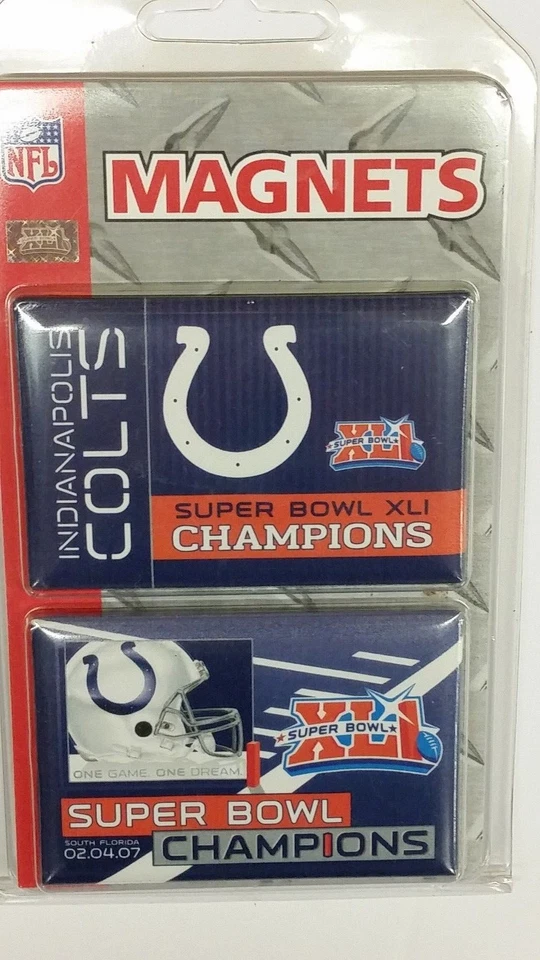 NFL
MAGNETS
XLI
INDIANAPOLIS
COLTS
XLI
SUPER BOWL
SUPER BOWL XLI
CHAMPIONS
XLI
SUPER BOWL
ONE GAME. ONE DREAM.
SUPER BOWL
SOUTH FLORIDA
02.04.07
CHAMPIONS